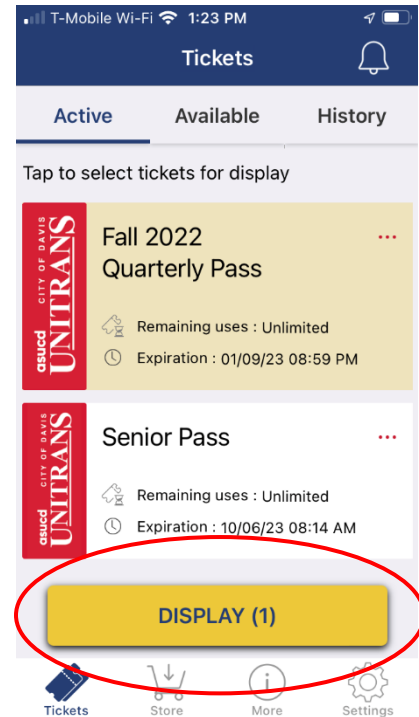 T-Mobile Wi-Fi 1:23 PM
Tickets
Active Available History
Tap to select tickets for display
asucd CITY OF DAVIS
UNITRANS
Fall 2022
Quarterly Pass
Remaining uses : Unlimited
Expiration : 01/09/23 08:59 PM
asucd CITY OF DAVIS
UNITRANS
Senior Pass
Remaining uses : Unlimited
Expiration : 10/06/23 08:14 AM
DISPLAY (1)
Tickets Store More Settings